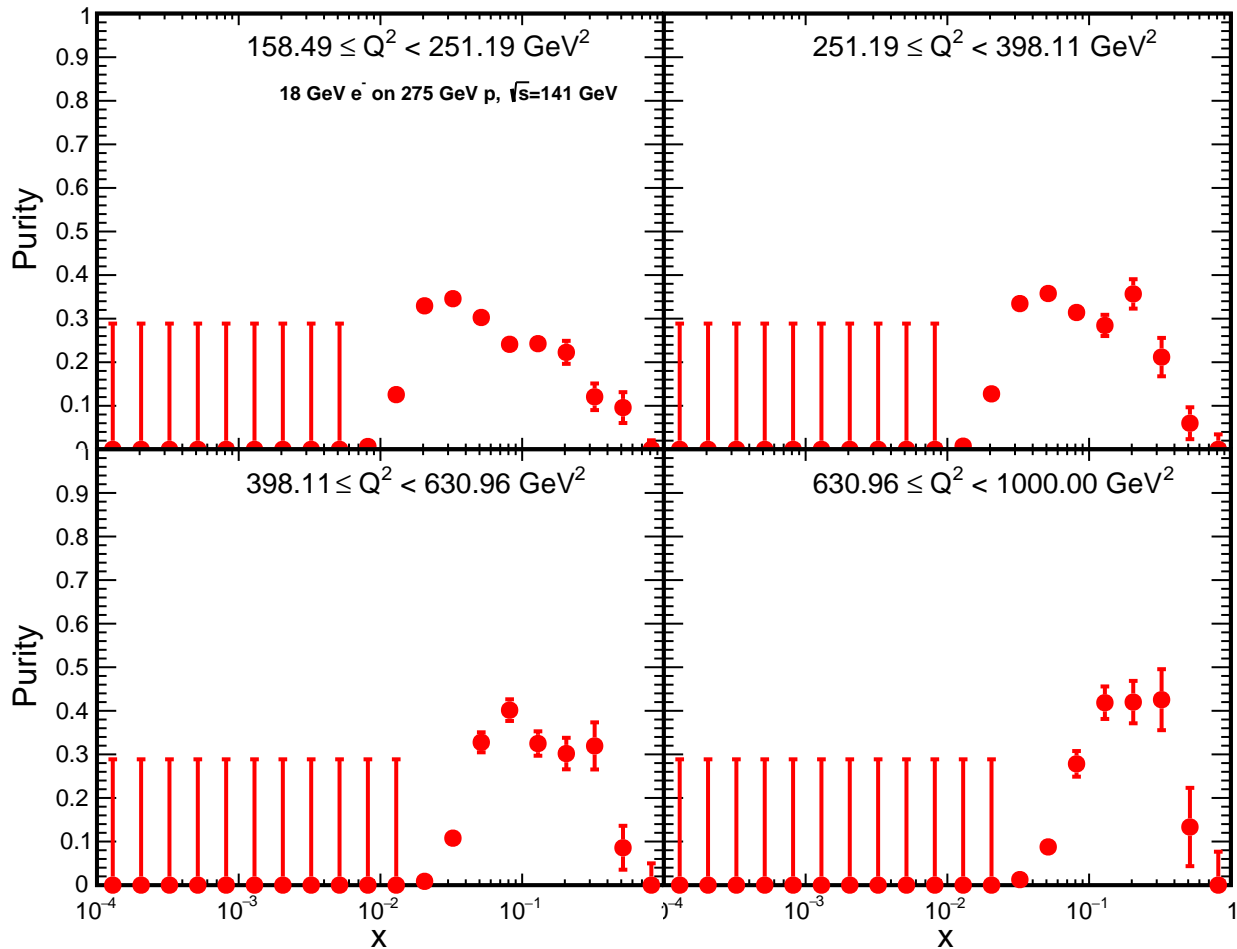 158.49 ≤ Q² < 251.19 GeV²
18 GeV e⁻ on 275 GeV p, √s=141 GeV
251.19 ≤ Q² < 398.11 GeV²
1
0.9
0.8
0.7
0.6
0.5
0.4
0.3
0.2
0.1
0
Purity
398.11 ≤ Q² < 630.96 GeV²
630.96 ≤ Q² < 1000.00 GeV²
0.9
0.8
0.7
0.6
0.5
0.4
0.3
0.2
0.1
0
Purity
10⁻⁴ 10⁻³ 10⁻² 10⁻¹
x
10⁻³ 10⁻² 10⁻¹ 1
x